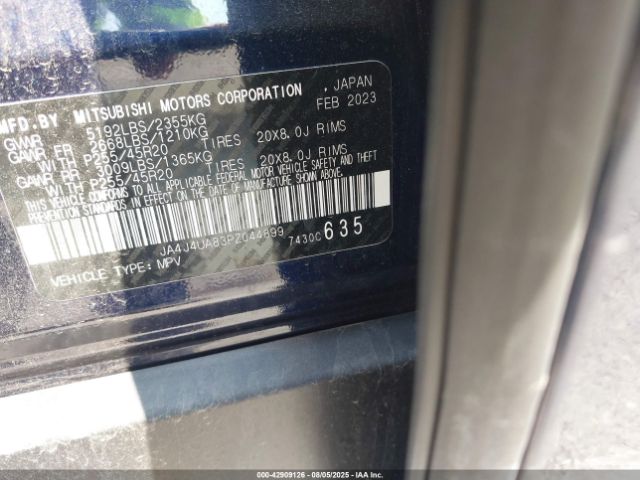 MFD.BY MITSUBISHI MOTORS CORPORATION , JAPAN
GVWR 5192LBS/2355KG FEB 2023
GAWR FR 2668LBS/1210KG
WITH P255/45R20 TIRES 20X8.0J RIMS
GAWR RR 3009LBS/1365KG
WITH P255/45R20 TIRES 20X8.0J RIMS
THIS VEHICLE CONFORMS TO ALL APPLICABLE FEDERAL MOTOR VEHICLE SAFETY AND THEFT
PREVENTION STANDARDS IN EFFECT ON THE DATE OF MANUFACTURE SHOWN ABOVE.
JA4J4UA83PZ044899 7430C 635
VEHICLE TYPE: MPV
000-42909126 - 08/05/2025 - IAA Inc.